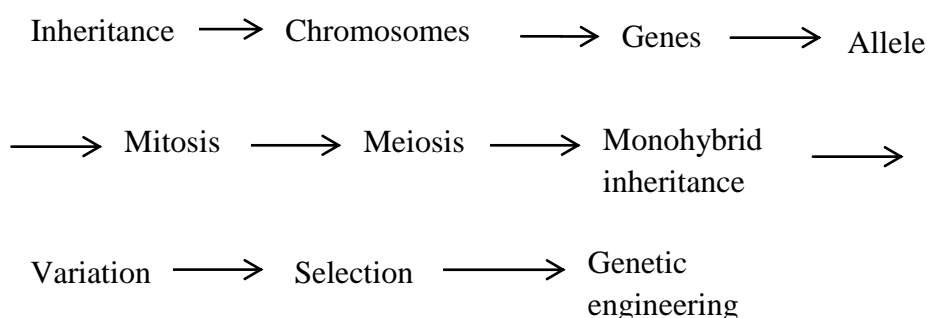 Inheritance Chromosomes Genes Allele
Mitosis Meiosis Monohybrid
inheritance
Variation Selection Genetic
engineering